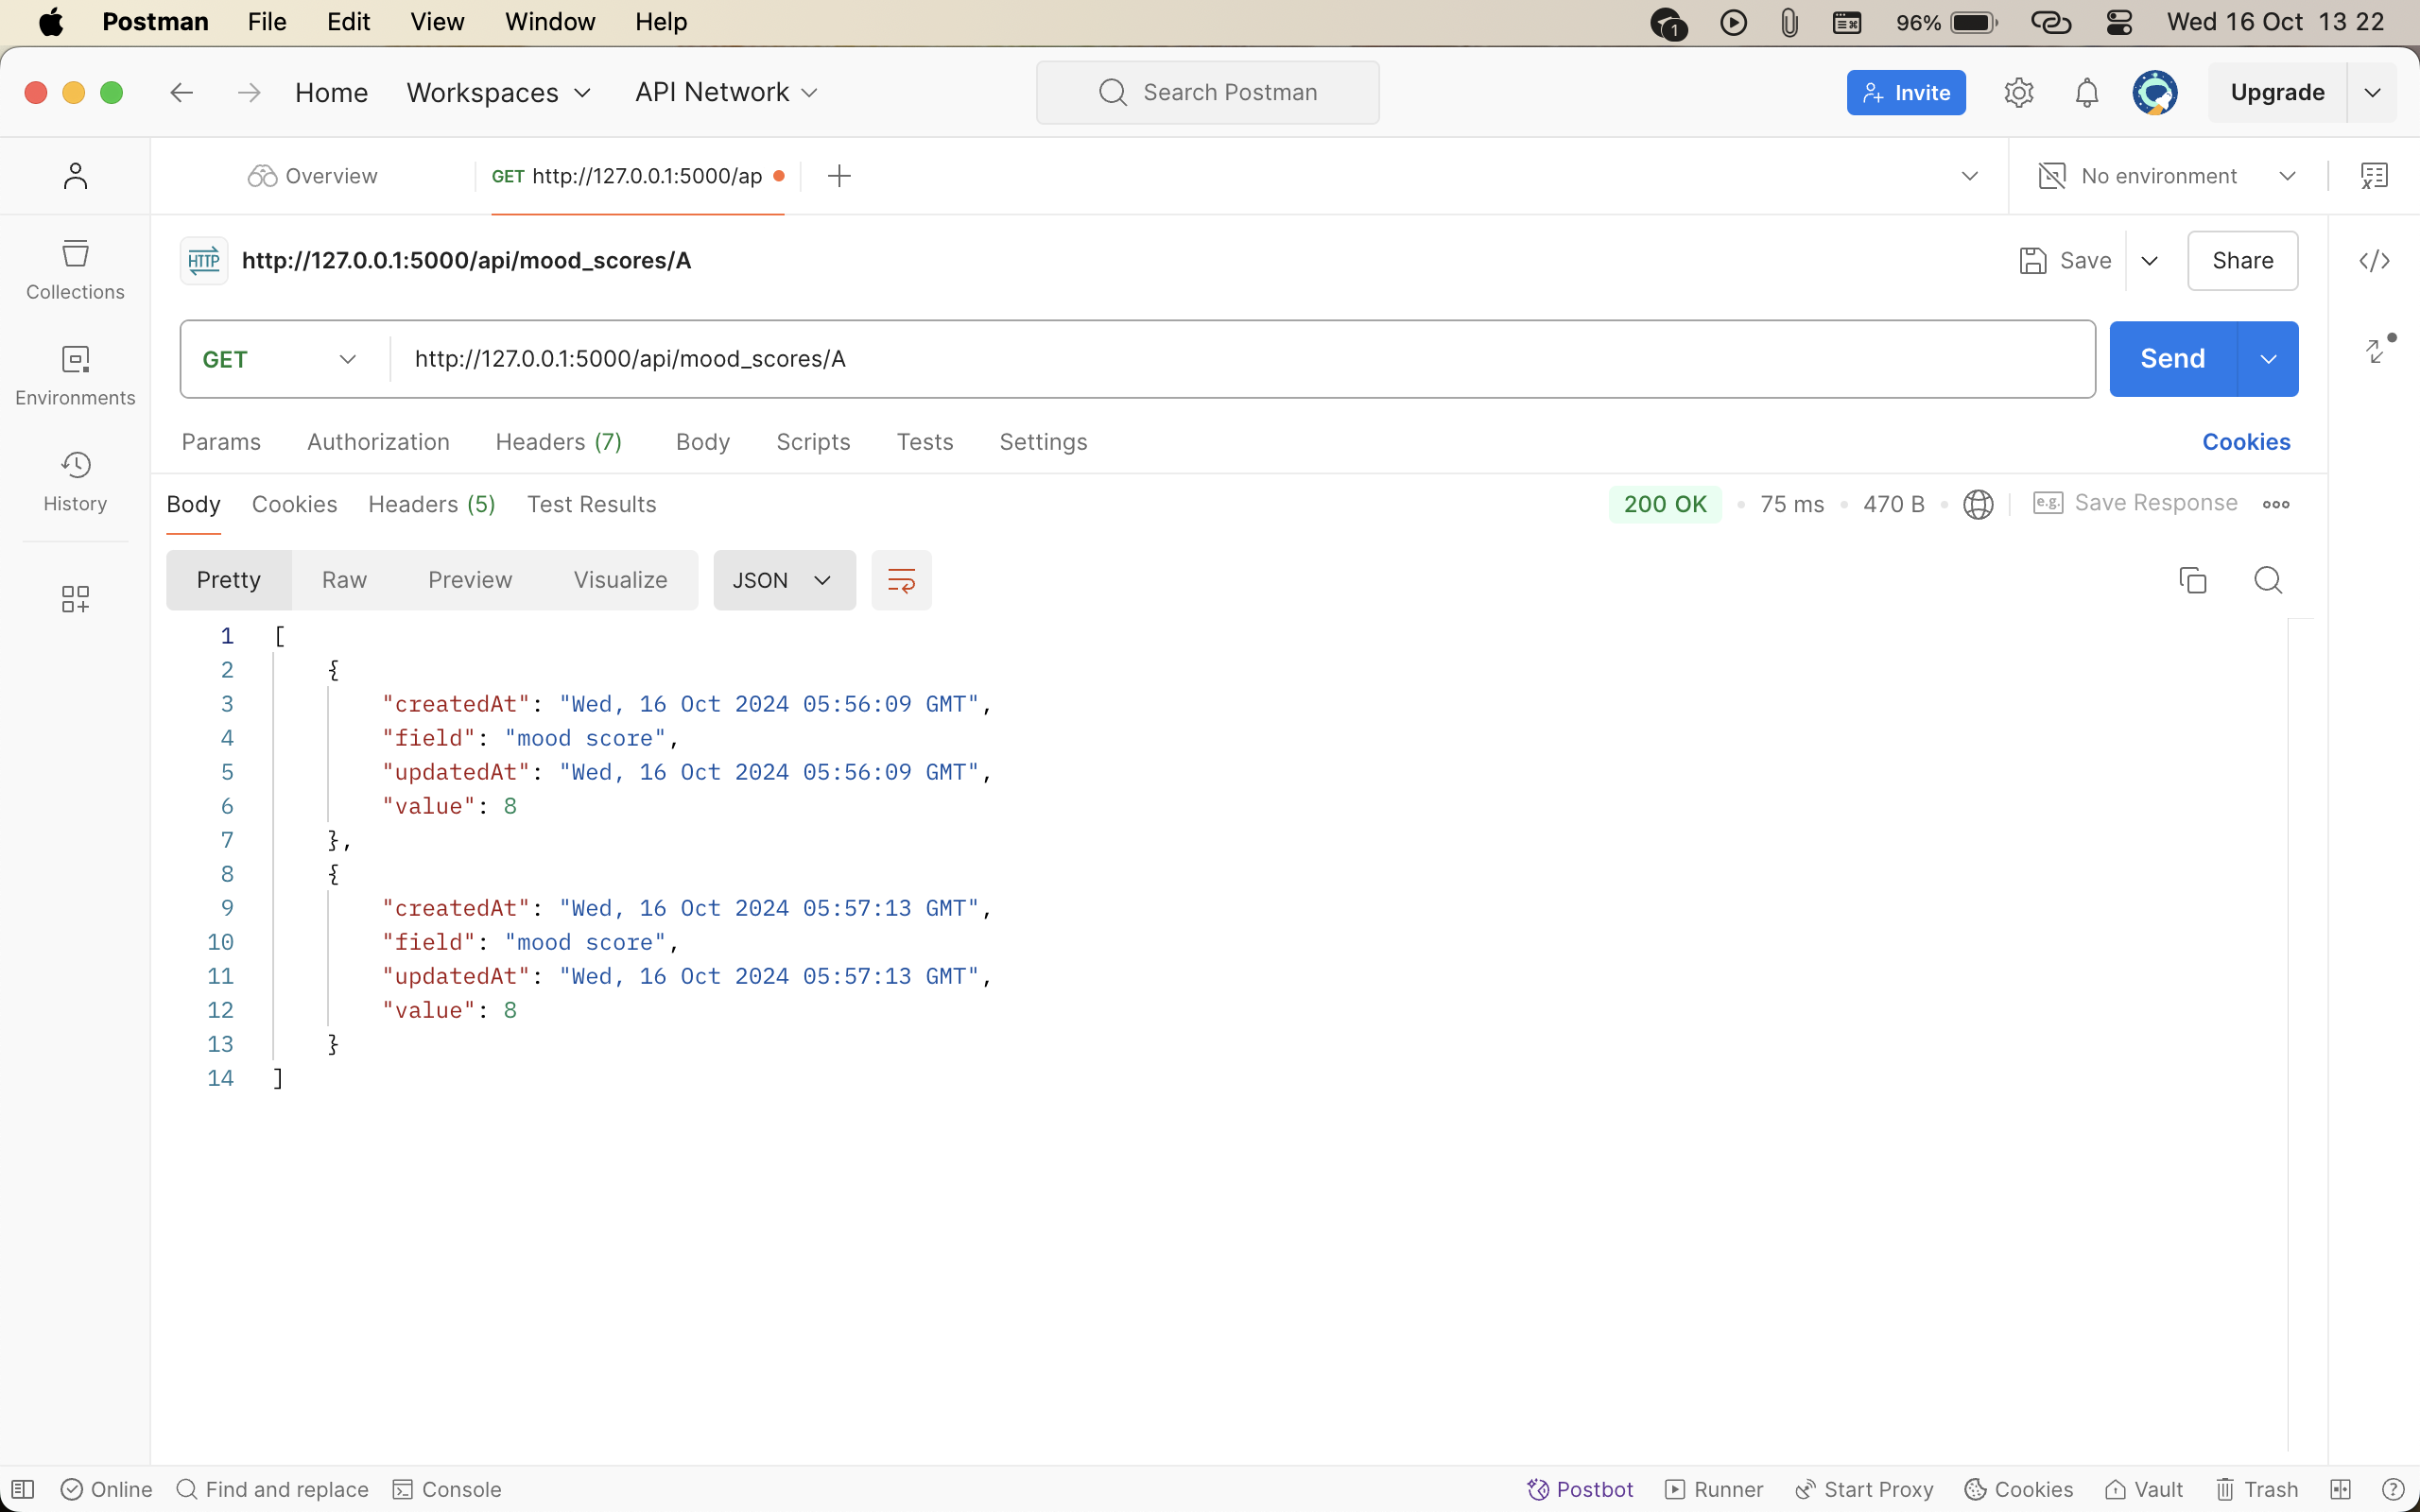 Postman File Edit View Window Help 1 96% Wed 16 Oct 13 22
Home Workspaces API Network Search Postman Invite Upgrade
Overview GET http://127.0.0.1:5000/ap No environment
HTTP http://127.0.0.1:5000/api/mood_scores/A Save Share
Collections
GET http://127.0.0.1:5000/api/mood_scores/A Send
Environments
Params Authorization Headers (7) Body Scripts Tests Settings Cookies
History
Body Cookies Headers (5) Test Results 200 OK • 75 ms • 470 B • e.g. Save Response
Pretty Raw Preview Visualize JSON
1 [
2 {
3 "createdAt": "Wed, 16 Oct 2024 05:56:09 GMT",
4 "field": "mood score",
5 "updatedAt": "Wed, 16 Oct 2024 05:56:09 GMT",
6 "value": 8
7 },
8 {
9 "createdAt": "Wed, 16 Oct 2024 05:57:13 GMT",
10 "field": "mood score",
11 "updatedAt": "Wed, 16 Oct 2024 05:57:13 GMT",
12 "value": 8
13 }
14 ]
Online Find and replace Console Postbot Runner Start Proxy Cookies Vault Trash